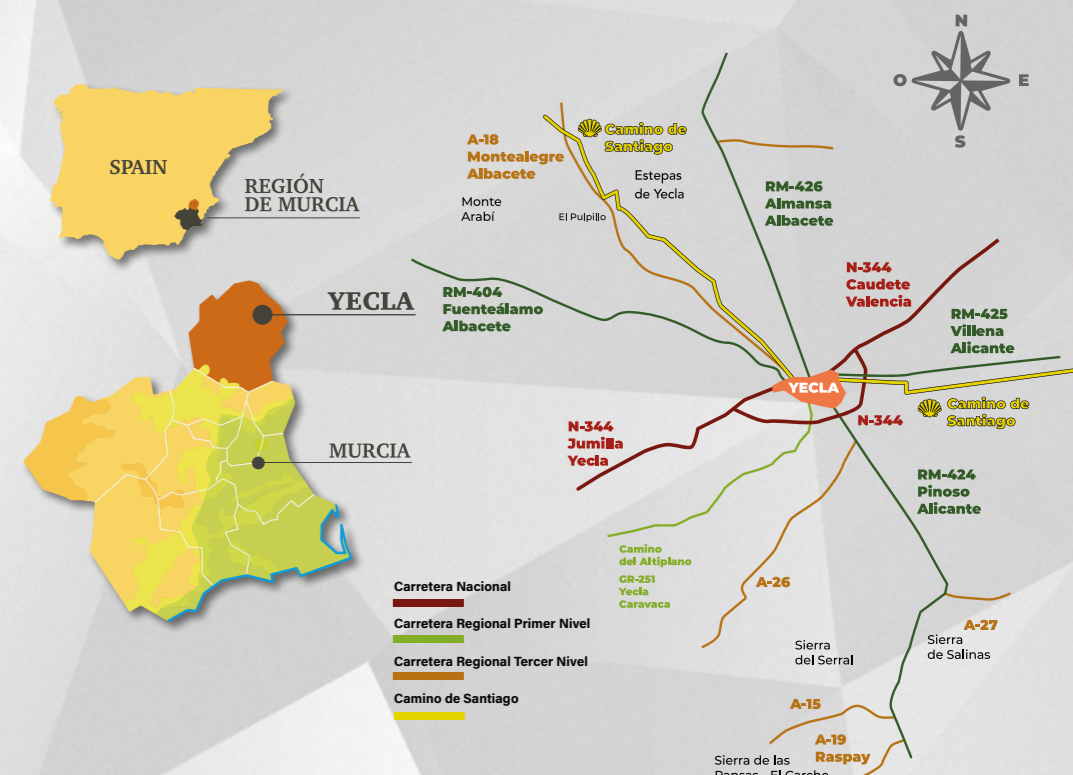 N
O
E
S
SPAIN
REGIÓN
DE MURCIA
YECLA
MURCIA
A-18
Montealegre
Albacete
Camino de
Santiago
Monte
Arabí
Estepas
de Yecla
El Pulpillo
RM-426
Almansa
Albacete
RM-404
Fuenteálamo
Albacete
N-344
Caudete
Valencia
RM-425
Villena
Alicante
YECLA
Camino de
Santiago
N-344
N-344
Jumilla
Yecla
RM-424
Pinoso
Alicante
Camino
del Altiplano
GR-251
Yecla
Caravaca
A-26
A-27
Sierra
del Serral
Sierra
de Salinas
A-15
A-19
Raspay
Sierra de las
Pansas - El Carche
Carretera Nacional
Carretera Regional Primer Nivel
Carretera Regional Tercer Nivel
Camino de Santiago